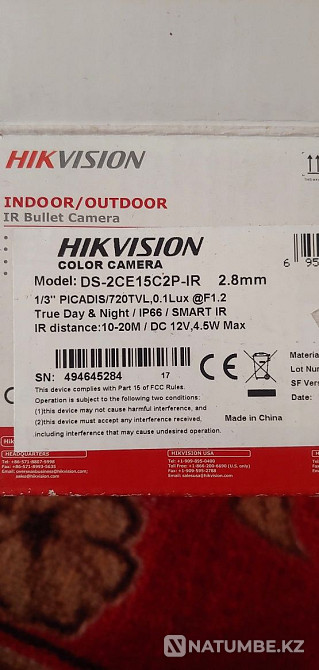 HIKVISION
INDOOR/OUTDOOR
IR Bullet Camera
HIKVISION
COLOR CAMERA
Model: DS-2CE15C2P-IR 2.8mm
1/3" PICADIS/720TVL,0.1Lux @F1.2
True Day & Night / IP66 / SMART IR
IR distance:10-20M / DC 12V,4.5W Max
6 95
SN: 494645284 17
This device complies with Part 15 of FCC Rules.
Operation is subject to the following two conditions:
(1)this device may not cause harmful interference, and
(2)this device must accept any interference received,
including interference that may cause undesired operation.
CE
FC
Made in China
Material
Lot No
SF Vers
Date:
HEADQUARTERS
HIKVISION USA
NATUMBE.KZ